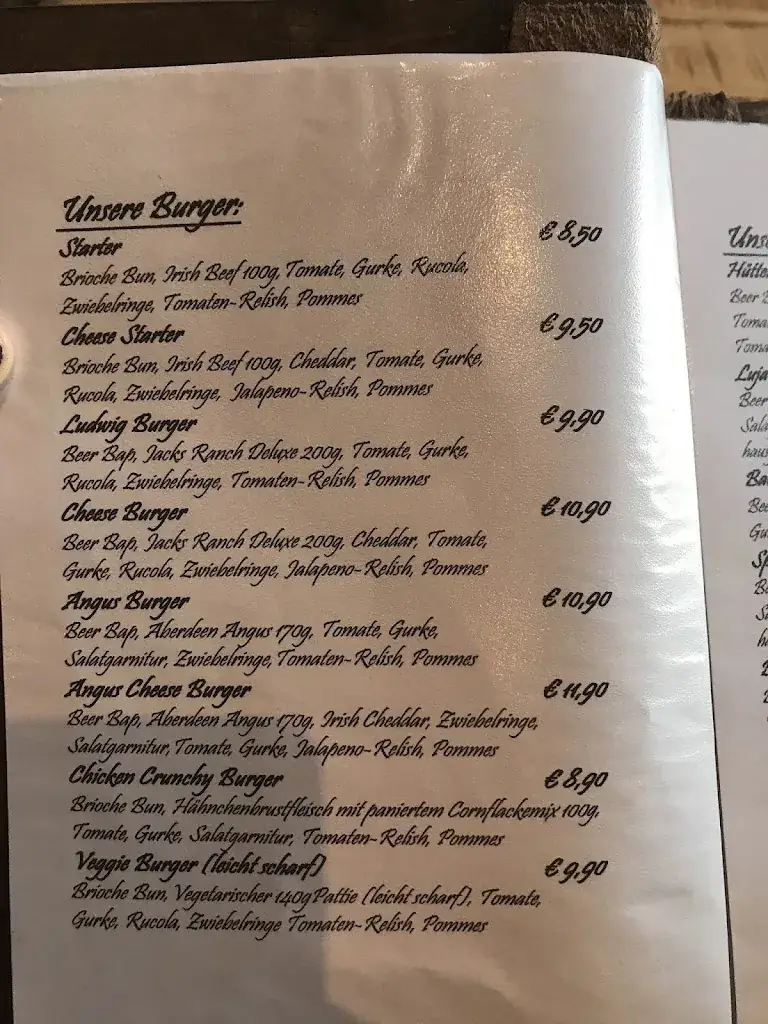 Unsere Burger:
Starter € 8,50
Brioche Bun, Irish Beef 100g, Tomate, Gurke, Rucola,
Zwiebelringe, Tomaten-Relish, Pommes
Cheese Starter € 9,50
Brioche Bun, Irish Beef 100g, Cheddar, Tomate, Gurke,
Rucola, Zwiebelringe, Jalapeno-Relish, Pommes
Ludwig Burger € 9,90
Beer Bap, Jacks Ranch Deluxe 200g, Tomate, Gurke,
Rucola, Zwiebelringe, Tomaten-Relish, Pommes
Cheese Burger € 10,90
Beer Bap, Jacks Ranch Deluxe 200g, Cheddar, Tomate,
Gurke, Rucola, Zwiebelringe, Jalapeno-Relish, Pommes
Angus Burger € 10,90
Beer Bap, Aberdeen Angus 170g, Tomate, Gurke,
Salatgarnitur, Zwiebelringe, Tomaten-Relish, Pommes
Angus Cheese Burger € 11,90
Beer Bap, Aberdeen Angus 170g, Irish Cheddar, Zwiebelringe,
Salatgarnitur, Tomate, Gurke, Jalapeno-Relish, Pommes
Chicken Crunchy Burger € 8,90
Brioche Bun, Hähnchenbrustfleisch mit paniertem Cornflackemix 100g,
Tomate, Gurke, Salatgarnitur, Tomaten-Relish, Pommes
Veggie Burger (leicht scharf) € 9,90
Brioche Bun, Vegetarischer 140g Pattie (leicht scharf), Tomate,
Gurke, Rucola, Zwiebelringe Tomaten-Relish, Pommes
Beer
Beer